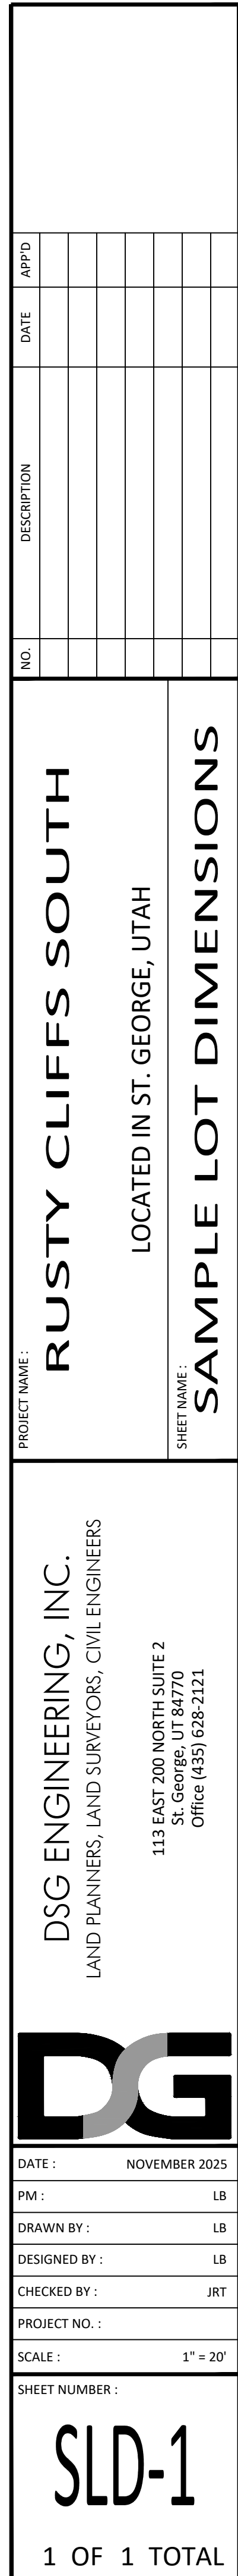 NO. DESCRIPTION DATE APP'D
PROJECT NAME :
RUSTY CLIFFS SOUTH
LOCATED IN ST. GEORGE, UTAH
SHEET NAME :
SAMPLE LOT DIMENSIONS
DSG ENGINEERING, INC.
LAND PLANNERS, LAND SURVEYORS, CIVIL ENGINEERS
113 EAST 200 NORTH SUITE 2
St. George, UT 84770
Office (435) 628-2121
DG
DATE : NOVEMBER 2025
PM : LB
DRAWN BY : LB
DESIGNED BY : LB
CHECKED BY : JRT
PROJECT NO. :
SCALE : 1" = 20'
SHEET NUMBER :
SLD-1
1 OF 1 TOTAL